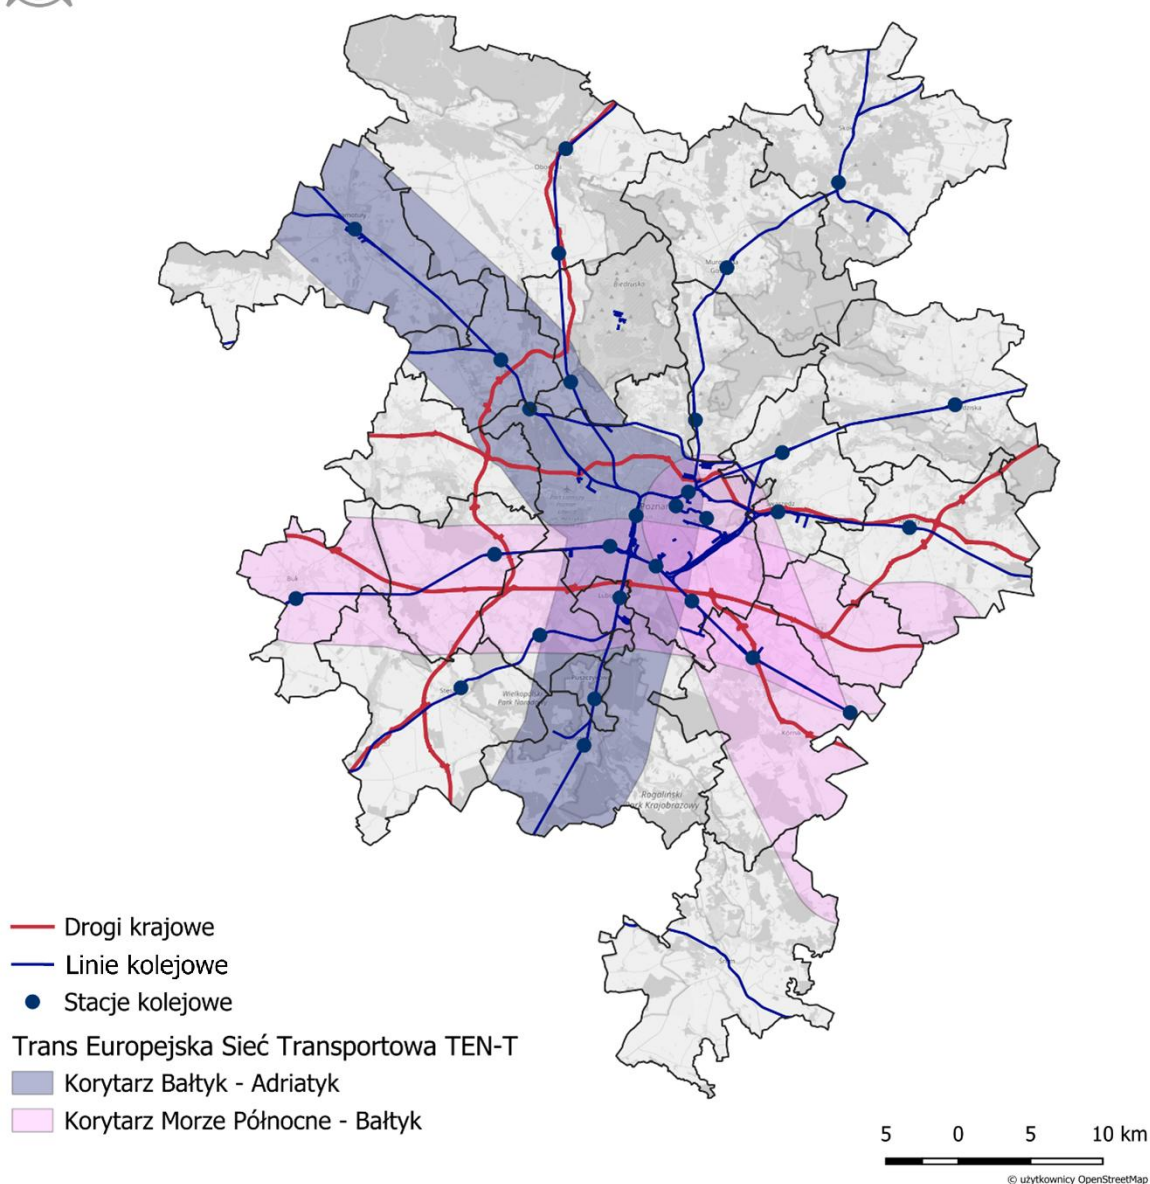 Biedrusko
Poznań
Buk
Wielkopolski
Park Narodowy
Rogaliński
Park Krajobrazowy
Drogi krajowe
Linie kolejowe
Stacje kolejowe
Trans Europejska Sieć Transportowa TEN-T
Korytarz Bałtyk - Adriatyk
Korytarz Morze Północne - Bałtyk
5 0 5 10 km
© użytkownicy OpenStreetMap